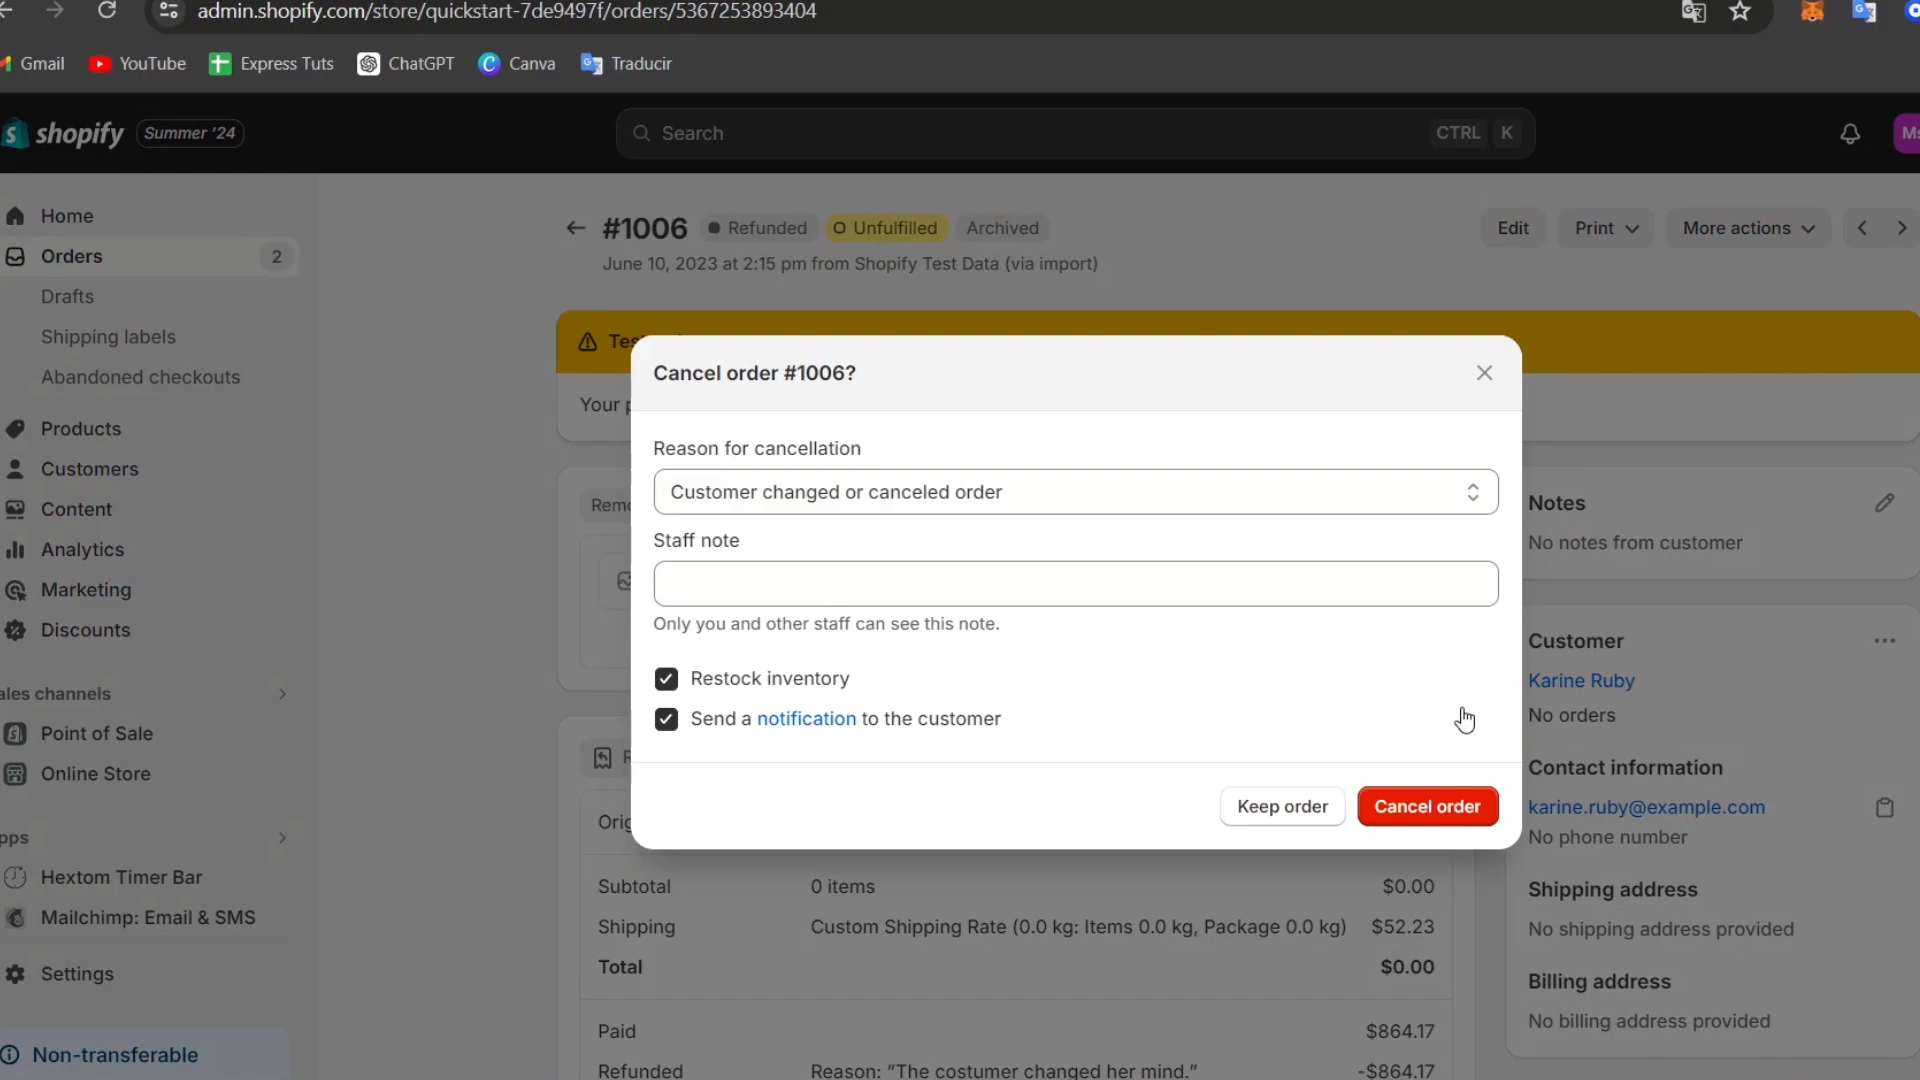 admin.shopify.com/store/quickstart-7de9497f/orders/5367253893404
Gmail YouTube Express Tuts ChatGPT Canva Traducir
shopify Summer '24 Search CTRL K
Home
Orders 2
Drafts
Shipping labels
Abandoned checkouts
Products
Customers
Content
Analytics
Marketing
Discounts
ales channels
Point of Sale
Online Store
pps
Hextom Timer Bar
Mailchimp: Email & SMS
Settings
Non-transferable
#1006 Refunded Unfulfilled Archived Edit Print More actions
June 10, 2023 at 2:15 pm from Shopify Test Data (via import)
Your
Cancel order #1006?
Reason for cancellation
Customer changed or canceled order
Staff note
Only you and other staff can see this note.
Restock inventory
Send a notification to the customer
Keep order Cancel order
Subtotal 0 items $0.00
Shipping Custom Shipping Rate (0.0 kg: Items 0.0 kg, Package 0.0 kg) $52.23
Total $0.00
Paid $864.17
Refunded Reason: "The costumer changed her mind." -$864.17
Notes
No notes from customer
Customer
Karine Ruby
No orders
Contact information
karine.ruby@example.com
No phone number
Shipping address
No shipping address provided
Billing address
No billing address provided